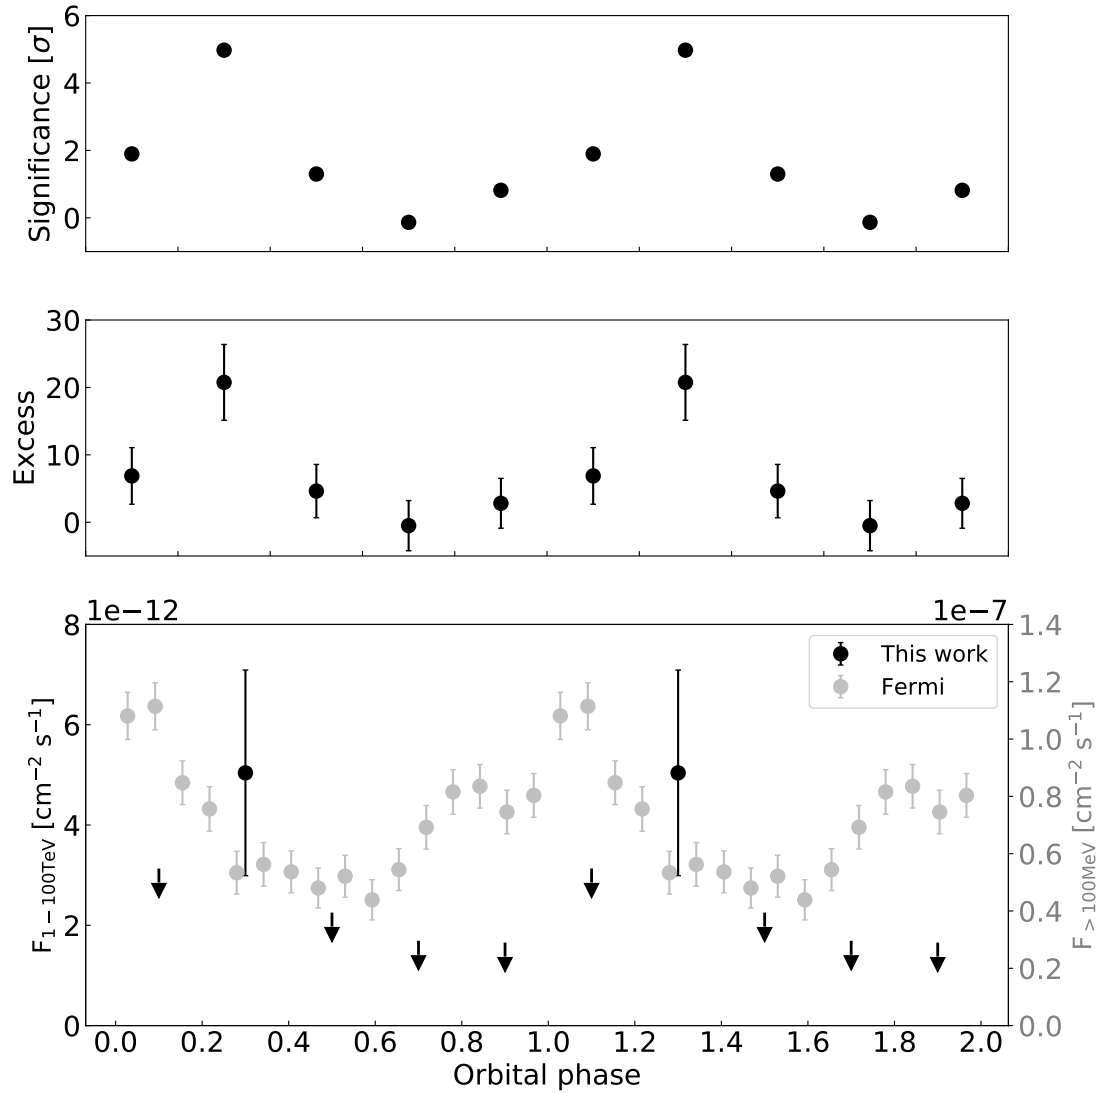 Significance [σ]
6
4
2
0
Excess
30
20
10
0
1e−12
1e−7
F1−100TeV [cm−2 s−1]
8
6
4
2
0
This work
Fermi
1.4
1.2
1.0
0.8
0.6
0.4
0.2
0.0
F>100MeV [cm−2 s−1]
0.0 0.2 0.4 0.6 0.8 1.0 1.2 1.4 1.6 1.8 2.0
Orbital phase